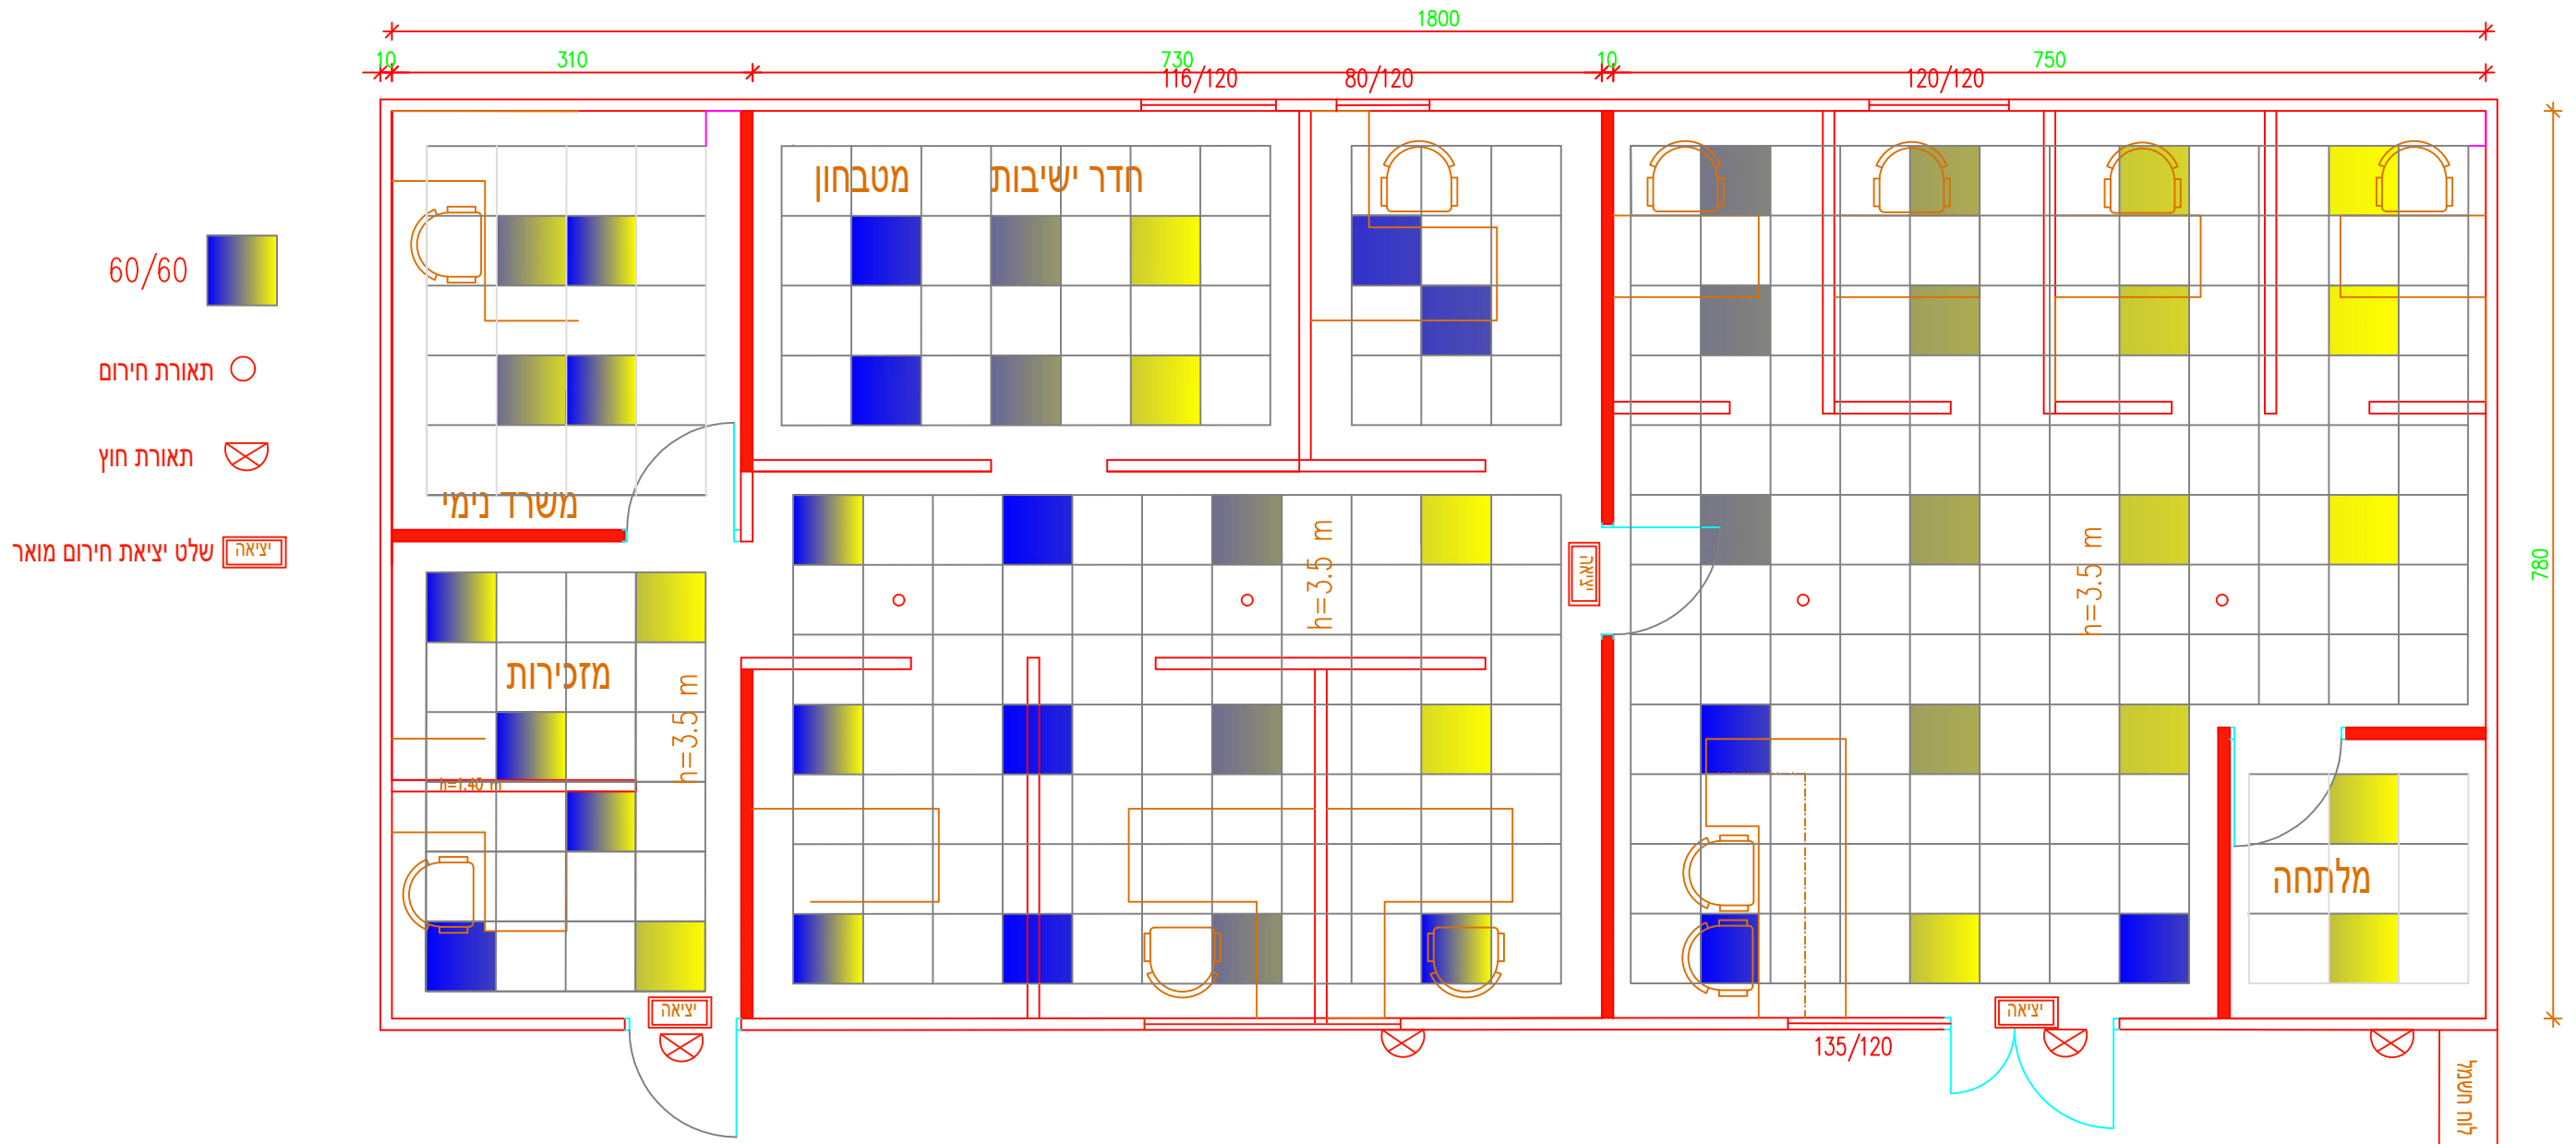 1800
10 310 730 10 750
116/120 80/120 120/120
מטבחון חדר ישיבות
60/60
תאורת חירום
תאורת חוץ
שלט יציאת חירום מואר
יציאה
משרד נימי
יציאה
h=3.5 m
h=3.5 m
780
מזכירות
h=3.5 m
h=1.40 m
מלתחה
יציאה
יציאה
135/120
לוח חשמל